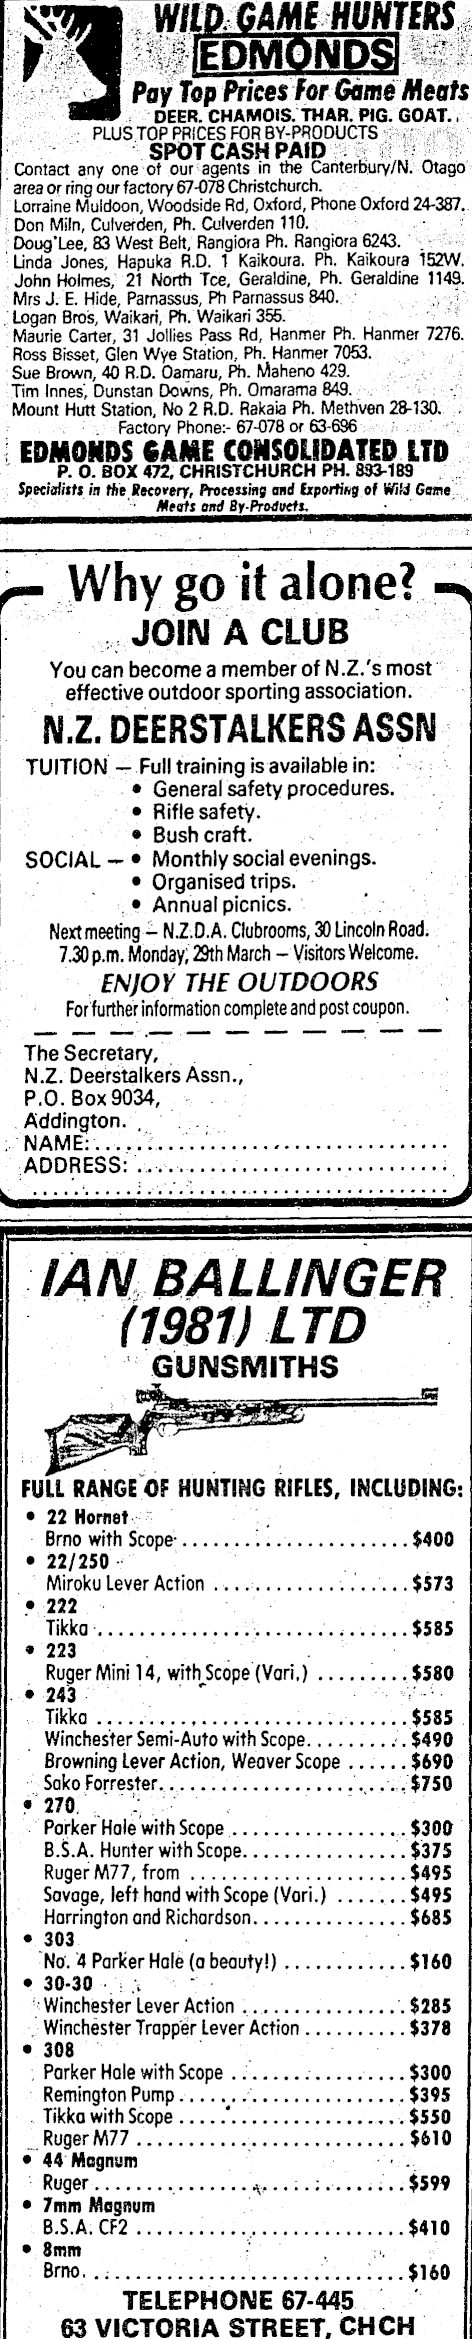 WILD GAME HUNTERS
EDMONDS
Pay Top Prices For Game Meats
DEER. CHAMOIS. THAR. PIG. GOAT.
PLUS TOP PRICES FOR BY-PRODUCTS
SPOT CASH PAID
Contact any one of our agents in the Canterbury/N. Otago
area or ring our factory 67-078 Christchurch.
Lorraine Muldoon, Woodside Rd, Oxford, Phone Oxford 24-387.
Don Miln, Culverden, Ph. Culverden 110.
Doug Lee, 83 West Belt, Rangiora Ph. Rangiora 6243.
Linda Jones, Hapuka R.D. 1 Kaikoura. Ph. Kaikoura 152W.
John Holmes, 21 North Tce, Geraldine, Ph. Geraldine 1149.
Mrs J. E. Hide, Parnassus, Ph Parnassus 840.
Logan Bros, Waikari, Ph. Waikari 355.
Maurie Carter, 31 Jollies Pass Rd, Hanmer Ph. Hanmer 7276.
Ross Bisset, Glen Wye Station, Ph. Hanmer 7053.
Sue Brown, 40 R.D. Oamaru, Ph. Maheno 429.
Tim Innes, Dunstan Downs, Ph. Omarama 849.
Mount Hutt Station, No 2 R.D. Rakaia Ph. Methven 28-130.
Factory Phone:- 67-078 or 63-696
EDMONDS GAME CONSOLIDATED LTD
P. O. BOX 472, CHRISTCHURCH PH. 893-189
Specialists in the Recovery, Processing and Exporting of Wild Game
Meats and By-Products.
Why go it alone?
JOIN A CLUB
You can become a member of N.Z.'s most
effective outdoor sporting association.
N.Z. DEERSTALKERS ASSN
TUITION — Full training is available in:
• General safety procedures.
• Rifle safety.
• Bush craft.
SOCIAL — • Monthly social evenings.
• Organised trips.
• Annual picnics.
Next meeting — N.Z.D.A. Clubrooms, 30 Lincoln Road.
7.30 p.m. Monday, 29th March — Visitors Welcome.
ENJOY THE OUTDOORS
For further information complete and post coupon.
The Secretary,
N.Z. Deerstalkers Assn.,
P.O. Box 9034,
Addington.
NAME:....................................
ADDRESS: ................................
.............................................
IAN BALLINGER
(1981) LTD
GUNSMITHS
FULL RANGE OF HUNTING RIFLES, INCLUDING:
• 22 Hornet
Brno with Scope ........................ $400
• 22/250
Miroku Lever Action .................... $573
• 222
Tikka .................................. $585
• 223
Ruger Mini 14, with Scope (Vari.) ......... $580
• 243
Tikka .................................. $585
Winchester Semi-Auto with Scope.......... $490
Browning Lever Action, Weaver Scope ...... $690
Sako Forrester........................... $750
• 270
Parker Hale with Scope .................. $300
B.S.A. Hunter with Scope................. $375
Ruger M77, from ........................ $495
Savage, left hand with Scope (Vari.) ....... $495
Harrington and Richardson................ $685
• 303
No. 4 Parker Hale (a beauty!) ............ $160
• 30-30
Winchester Lever Action ................. $285
Winchester Trapper Lever Action .......... $378
• 308
Parker Hale with Scope .................. $300
Remington Pump ........................ $395
Tikka with Scope ........................ $550
Ruger M77 ............................. $610
• 44 Magnum
Ruger .................................. $599
• 7mm Magnum
B.S.A. CF2 ............................. $410
• 8mm
Brno. .................................. $160
TELEPHONE 67-445
63 VICTORIA STREET, CHCH